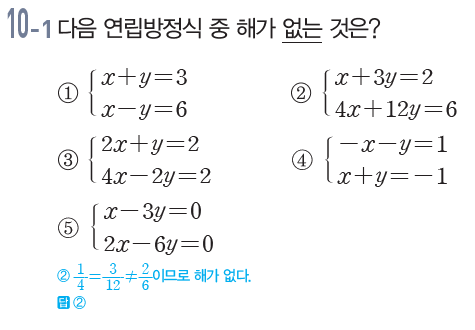 10-1 다음 연립방정식 중 해가 없는 것은?
① { x+y=3
x-y=6
② { x+3y=2
4x+12y=6
③ { 2x+y=2
4x-2y=2
④ { -x-y=1
x+y=-1
⑤ { x-3y=0
2x-6y=0
② 1/4=3/12≠2/6이므로 해가 없다.
답 ②